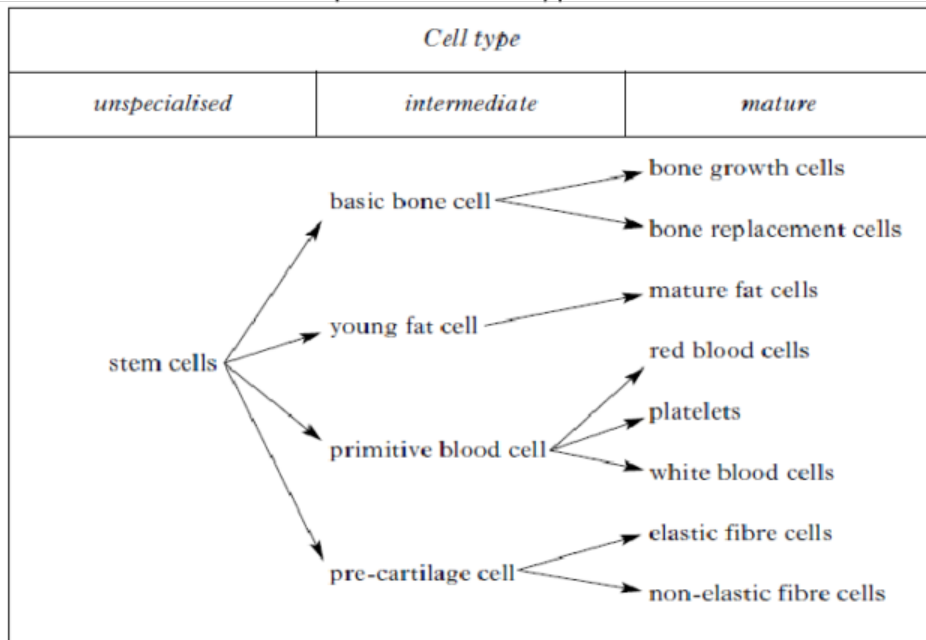 Cell type
unspecialised intermediate mature
bone growth cells
basic bone cell
bone replacement cells
mature fat cells
young fat cell
red blood cells
stem cells
platelets
primitive blood cell
white blood cells
elastic fibre cells
pre-cartilage cell
non-elastic fibre cells